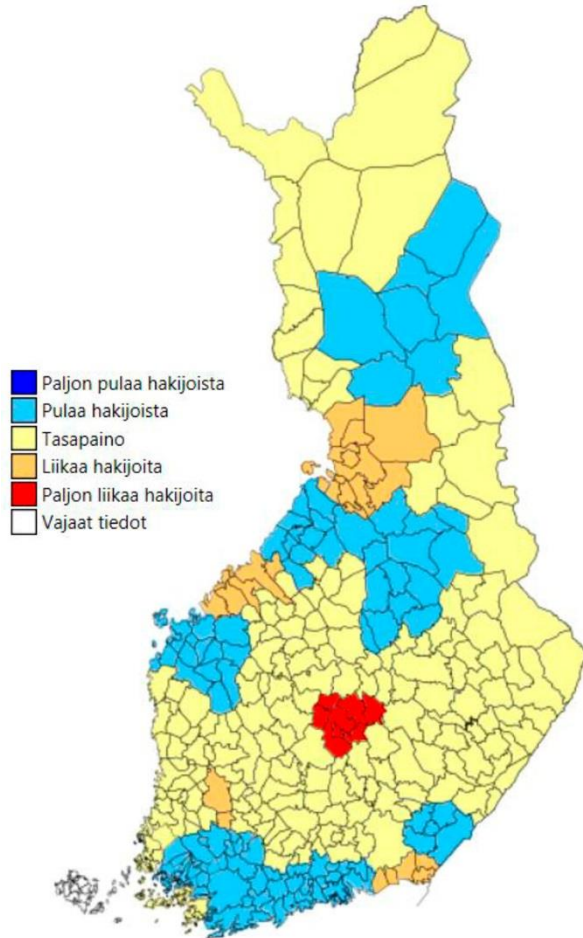 Paljon pulaa hakijoista
Pulaa hakijoista
Tasapaino
Liikaa hakijoita
Paljon liikaa hakijoita
Vajaat tiedot